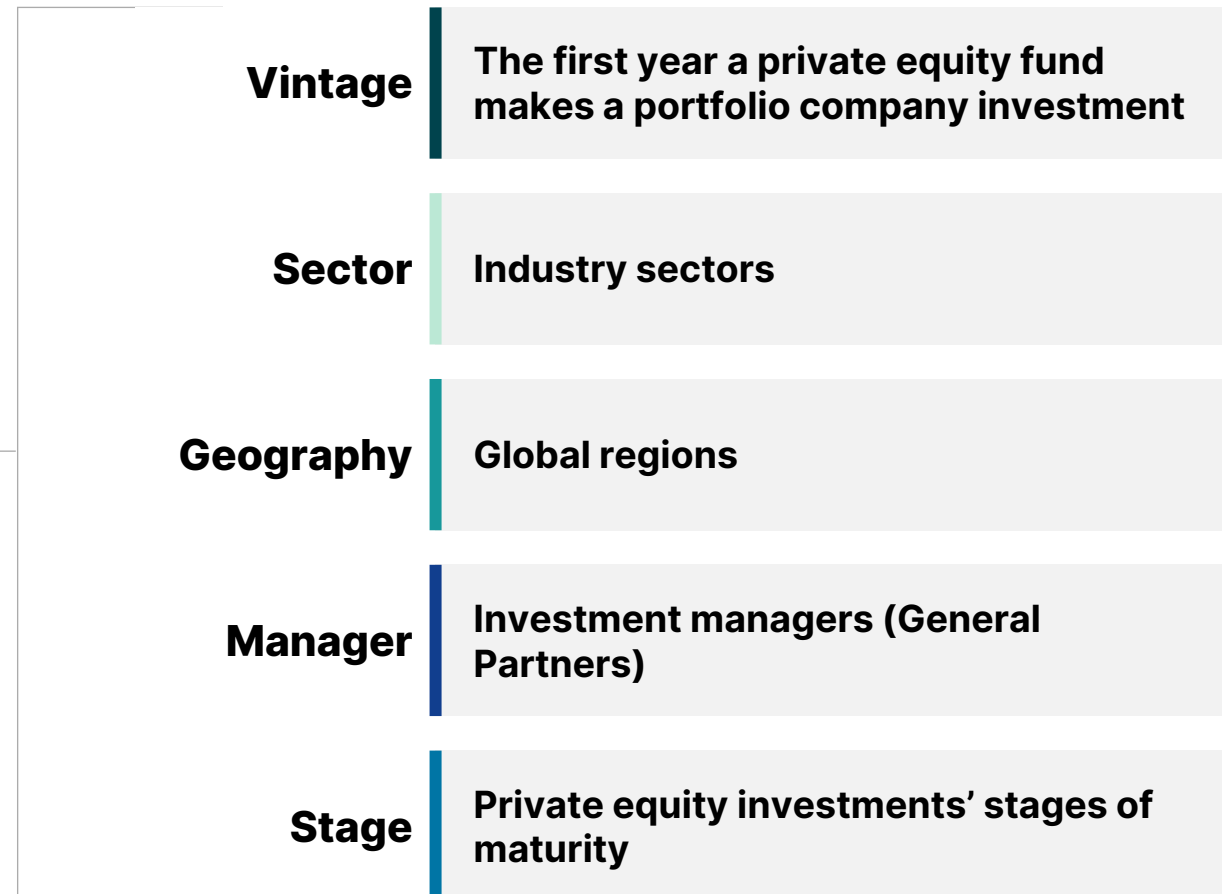 Vintage
The first year a private equity fund
makes a portfolio company investment
Sector
Industry sectors
Geography
Global regions
Manager
Investment managers (General
Partners)
Stage
Private equity investments’ stages of
maturity